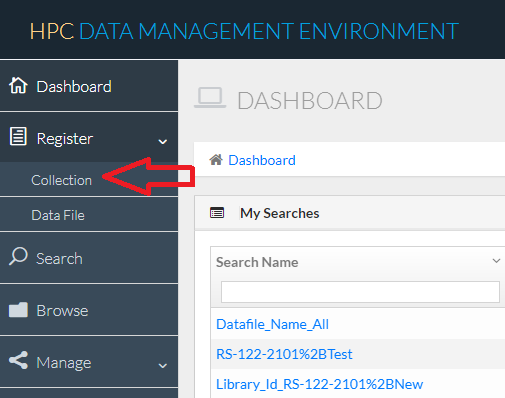 HPC DATA MANAGEMENT ENVIRONMENT
Dashboard
Register
Collection
Data File
Search
Browse
Manage
DASHBOARD
Dashboard
My Searches
Search Name
Datafile_Name_All
RS-122-2101%2BTest
Library_Id_RS-122-2101%2BNew